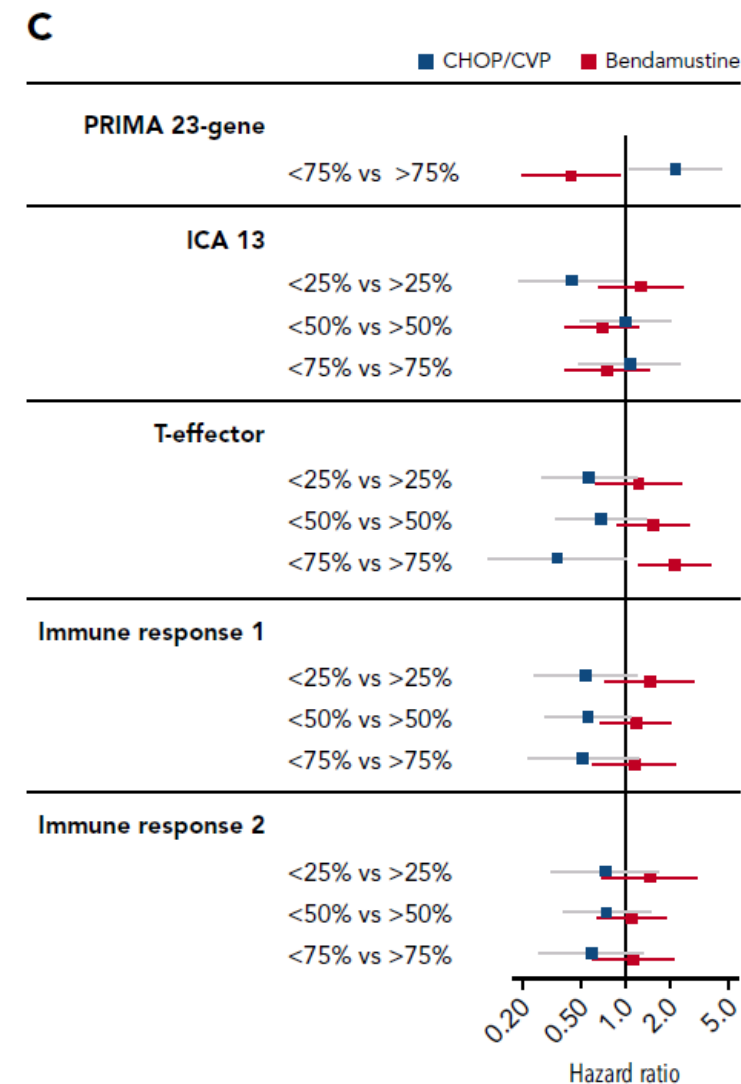 C
CHOP/CVP Bendamustine
PRIMA 23-gene
<75% vs >75%
ICA 13
<25% vs >25%
<50% vs >50%
<75% vs >75%
T-effector
<25% vs >25%
<50% vs >50%
<75% vs >75%
Immune response 1
<25% vs >25%
<50% vs >50%
<75% vs >75%
Immune response 2
<25% vs >25%
<50% vs >50%
<75% vs >75%
0.20 0.50 1.0 2.0 5.0
Hazard ratio